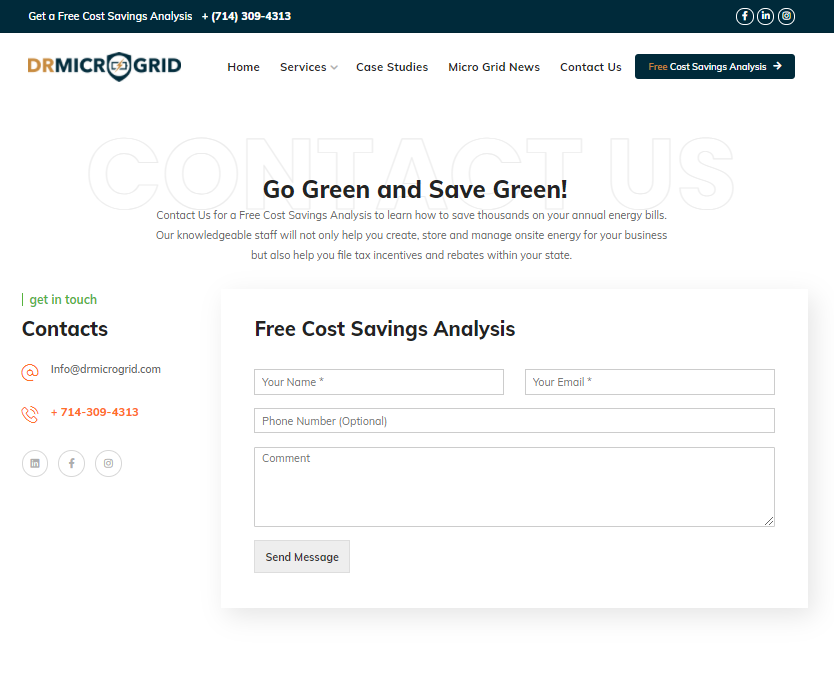 Get a Free Cost Savings Analysis + (714) 309-4313
DRMICROGRID
Home Services Case Studies Micro Grid News Contact Us Free Cost Savings Analysis
CONTACT US
Go Green and Save Green!
Contact Us for a Free Cost Savings Analysis to learn how to save thousands on your annual energy bills.
Our knowledgeable staff will not only help you create, store and manage onsite energy for your business
but also help you file tax incentives and rebates within your state.
get in touch
Contacts
Info@drmicrogrid.com
+ 714-309-4313
Free Cost Savings Analysis
Your Name * Your Email *
Phone Number (Optional)
Comment
Send Message